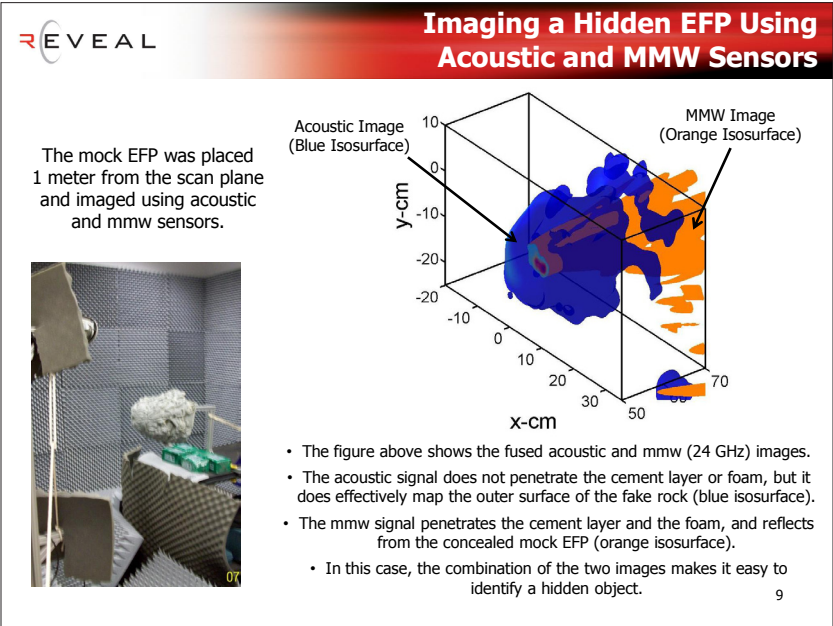 REVEAL
Imaging a Hidden EFP Using
Acoustic and MMW Sensors
The mock EFP was placed
1 meter from the scan plane
and imaged using acoustic
and mmw sensors.
07
Acoustic Image
(Blue Isosurface)
MMW Image
(Orange Isosurface)
10
0
-10
-20
y-cm
-20
-10
0
10
20
30
x-cm
50
70
• The figure above shows the fused acoustic and mmw (24 GHz) images.
• The acoustic signal does not penetrate the cement layer or foam, but it
does effectively map the outer surface of the fake rock (blue isosurface).
• The mmw signal penetrates the cement layer and the foam, and reflects
from the concealed mock EFP (orange isosurface).
• In this case, the combination of the two images makes it easy to
identify a hidden object.
9